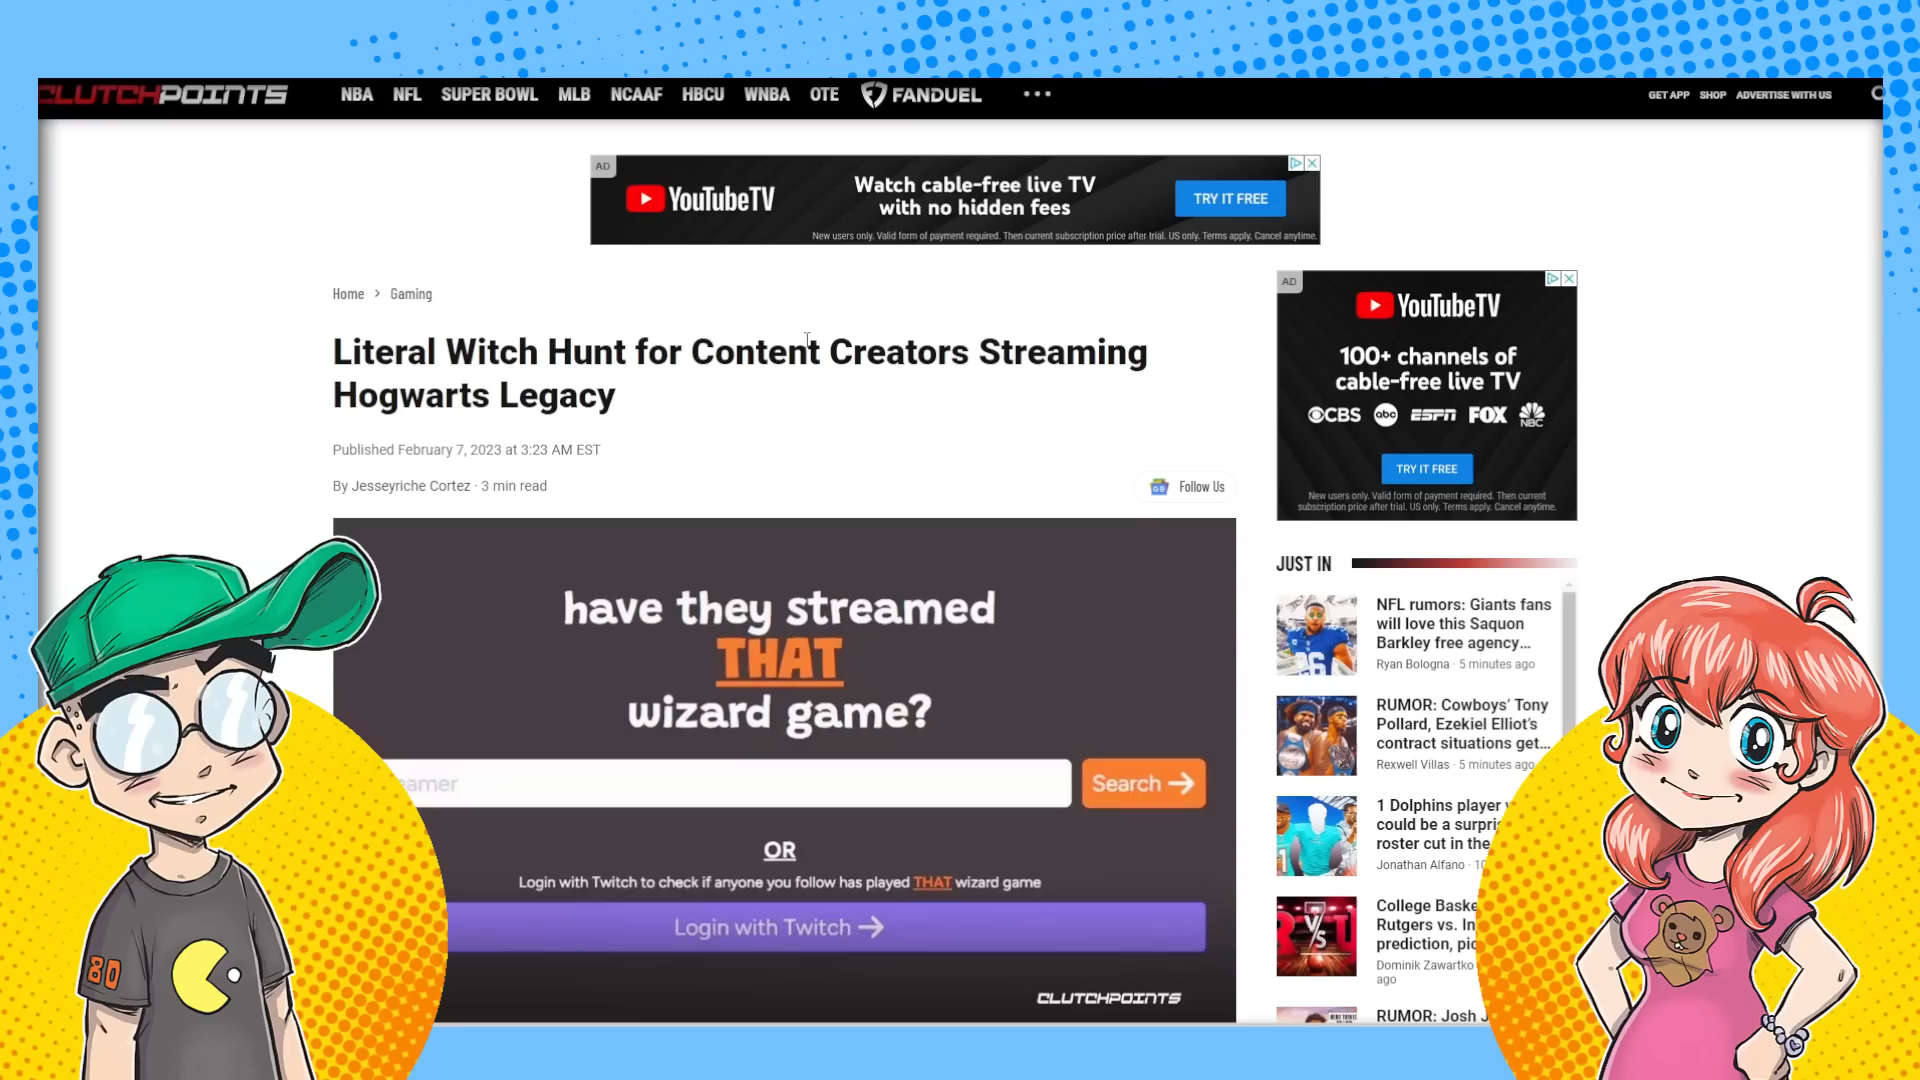 CLUTCHPOINTS NBA NFL SUPER BOWL MLB NCAAF HBCU WNBA OTE FANDUEL GET APP SHOP ADVERTISE WITH US
AD
YouTubeTV
Watch cable-free live TV
with no hidden fees
TRY IT FREE
New users only. Valid form of payment required. Then current subscription price after trial. US only. Terms apply. Cancel anytime.
Home > Gaming
Literal Witch Hunt for Content Creators Streaming
Hogwarts Legacy
Published February 7, 2023 at 3:23 AM EST
By Jesseyriche Cortez · 3 min read
Follow Us
have they streamed
THAT
wizard game?
eamer
Search →
OR
Login with Twitch to check if anyone you follow has played THAT wizard game
Login with Twitch →
CLUTCHPOINTS
AD
YouTubeTV
100+ channels of
cable-free live TV
CBS abc ESPN FOX NBC
TRY IT FREE
New users only. Valid form of payment required. Then current
subscription price after trial. US only. Terms apply. Cancel anytime.
JUST IN
NFL rumors: Giants fans
will love this Saquon
Barkley free agency...
Ryan Bologna · 5 minutes ago
RUMOR: Cowboys' Tony
Pollard, Ezekiel Elliot's
contract situations get...
Rexwell Villas · 5 minutes ago
1 Dolphins player
could be a surpri
roster cut in the
Jonathan Alfano · 10
College Baske
Rutgers vs. In
prediction, pic
Dominik Zawartko
ago
RUMOR: Josh J
80